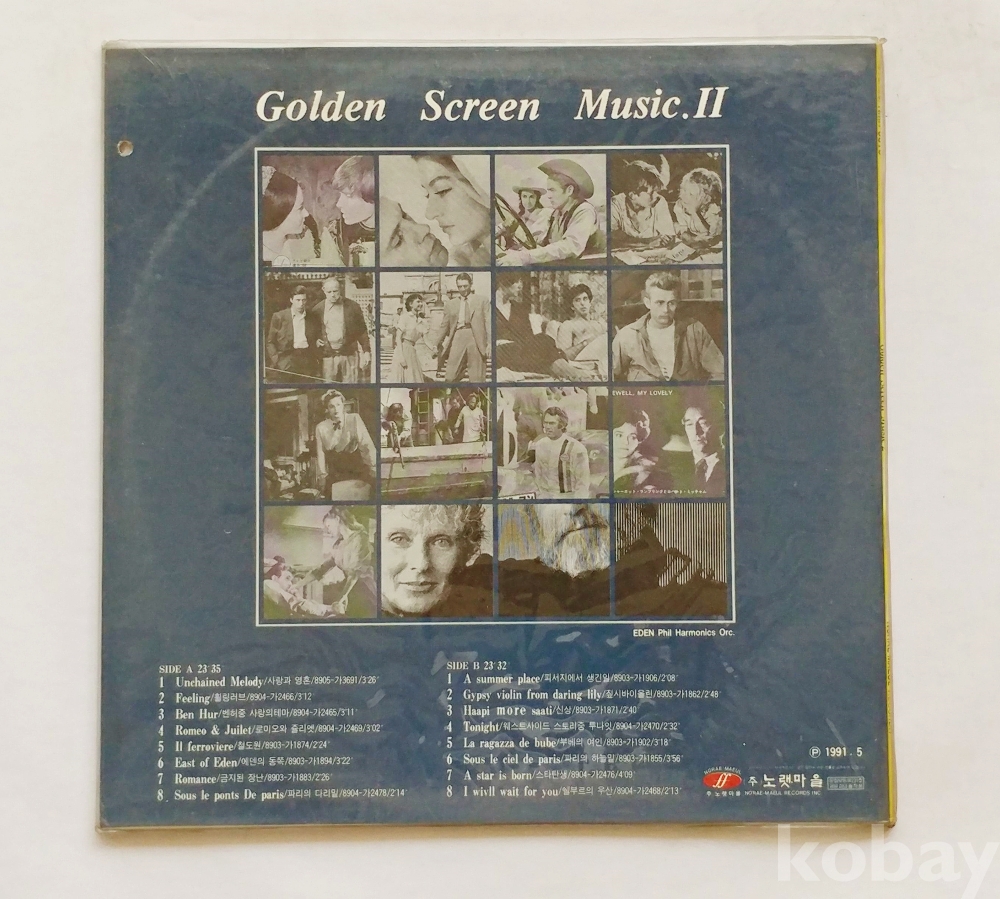 Golden Screen Music.II
EWELL, MY LOVELY
EDEN Phil Harmonics Orc.
SIDE A 23'35
1 Unchained Melody/사랑과 영혼/8905-가3691/3'26"
2 Feeling/휠링러브/8904-가2466/3'12
3 Ben Hur/벤허중 사랑의테마/8904-가2465/3'11"
4 Romeo & Juilet/로미오와 쥴리엣/8904-가2469/3'02"
5 Il ferroviere/철도원/8903-가1874/2'24"
6 East of Eden/에덴의 동쪽/8903-가1894/3'22
7 Romance/금지된 장난/8903-가1883/2'26"
8 Sous le ponts De paris/파리의 다리밑/8904-가2478/2'14"
SIDE B 23'32
1 A summer place/피서지에서 생긴일/8903-가1906/2'08"
2 Gypsy violin from daring lily/짚시바이올린/8903-가1862/2'48"
3 Haapi more saati/신상/8903-가1871/2'40"
4 Tonight/웨스트사이드 스토리중 투나잇/8904-가2470/2'32"
5 La ragazza de bube/부베의 여인/8903-가1902/3'18"
6 Sous le ciel de paris/파리의 하늘밑/8903-가1855/3'56"
7 A star is born/스타탄생/8904-가2476/4'09"
8 I wivll wait for you/쉘부르의 우산/8904-가2468/2'13"
℗ 1991. 5
NORAE-MAEUL
주.노랫마을
주 노랫마을
NORAE-MAEUL RECORDS INC
kobay